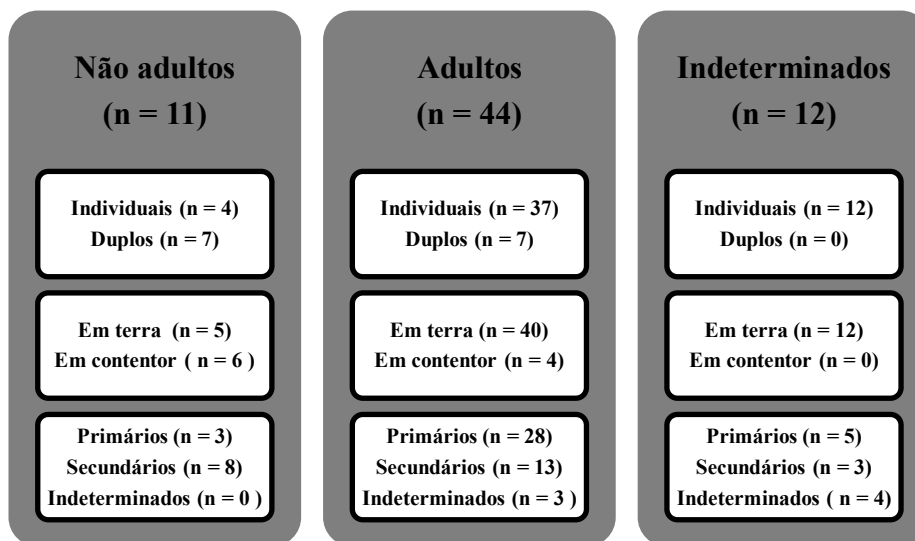 Não adultos
(n = 11)
Individuais (n = 4)
Duplos (n = 7)
Em terra (n = 5)
Em contentor ( n = 6 )
Primários (n = 3)
Secundários (n = 8)
Indeterminados (n = 0 )
Adultos
(n = 44)
Individuais (n = 37)
Duplos (n = 7)
Em terra (n = 40)
Em contentor (n = 4)
Primários (n = 28)
Secundários (n = 13)
Indeterminados (n = 3 )
Indeterminados
(n = 12)
Individuais (n = 12)
Duplos (n = 0)
Em terra (n = 12)
Em contentor (n = 0)
Primários (n = 5)
Secundários (n = 3)
Indeterminados ( n = 4)